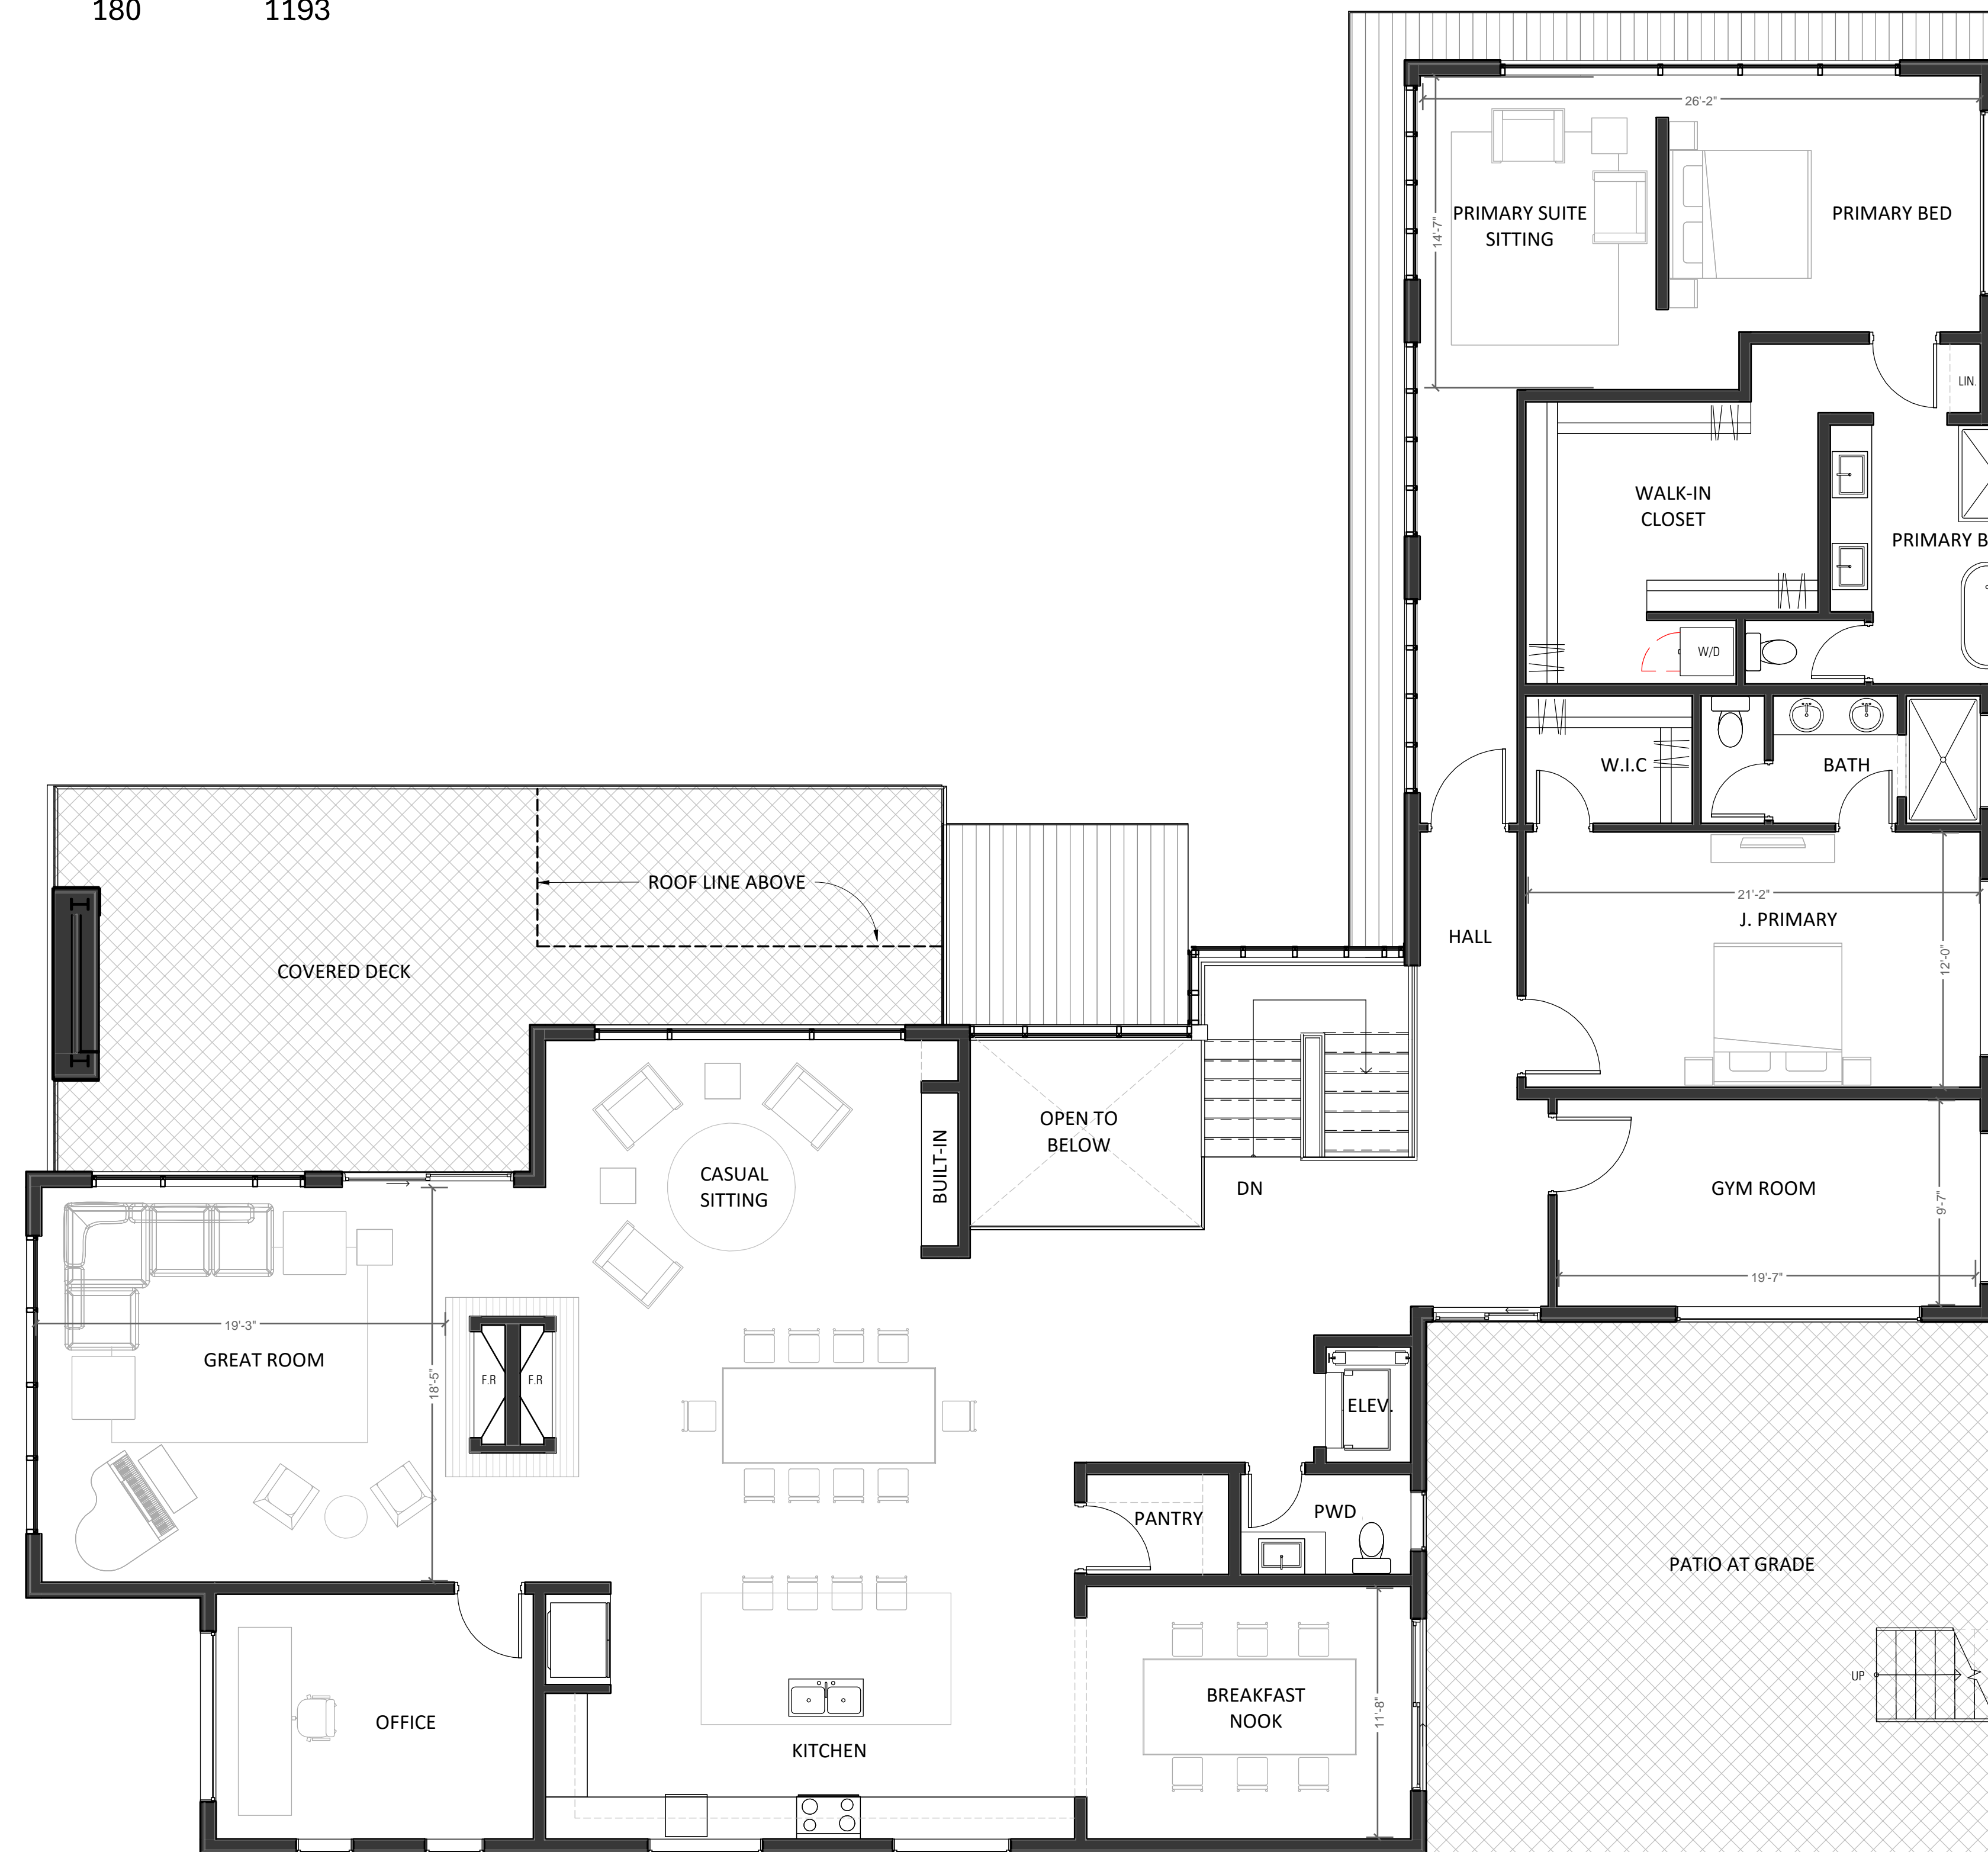 180 1193
26'-2"
14'-7"
PRIMARY SUITE
SITTING
PRIMARY BED
LIN.
WALK-IN
CLOSET
PRIMARY B
W/D
W.I.C
BATH
ROOF LINE ABOVE
21'-2"
J. PRIMARY
HALL
12'-0"
COVERED DECK
OPEN TO
BELOW
BUILT-IN
CASUAL
SITTING
DN
GYM ROOM
9'-7"
19'-7"
19'-3"
GREAT ROOM
18'-5"
F.R
F.R
ELEV.
PANTRY
PWD
PATIO AT GRADE
UP
BREAKFAST
NOOK
11'-8"
OFFICE
KITCHEN